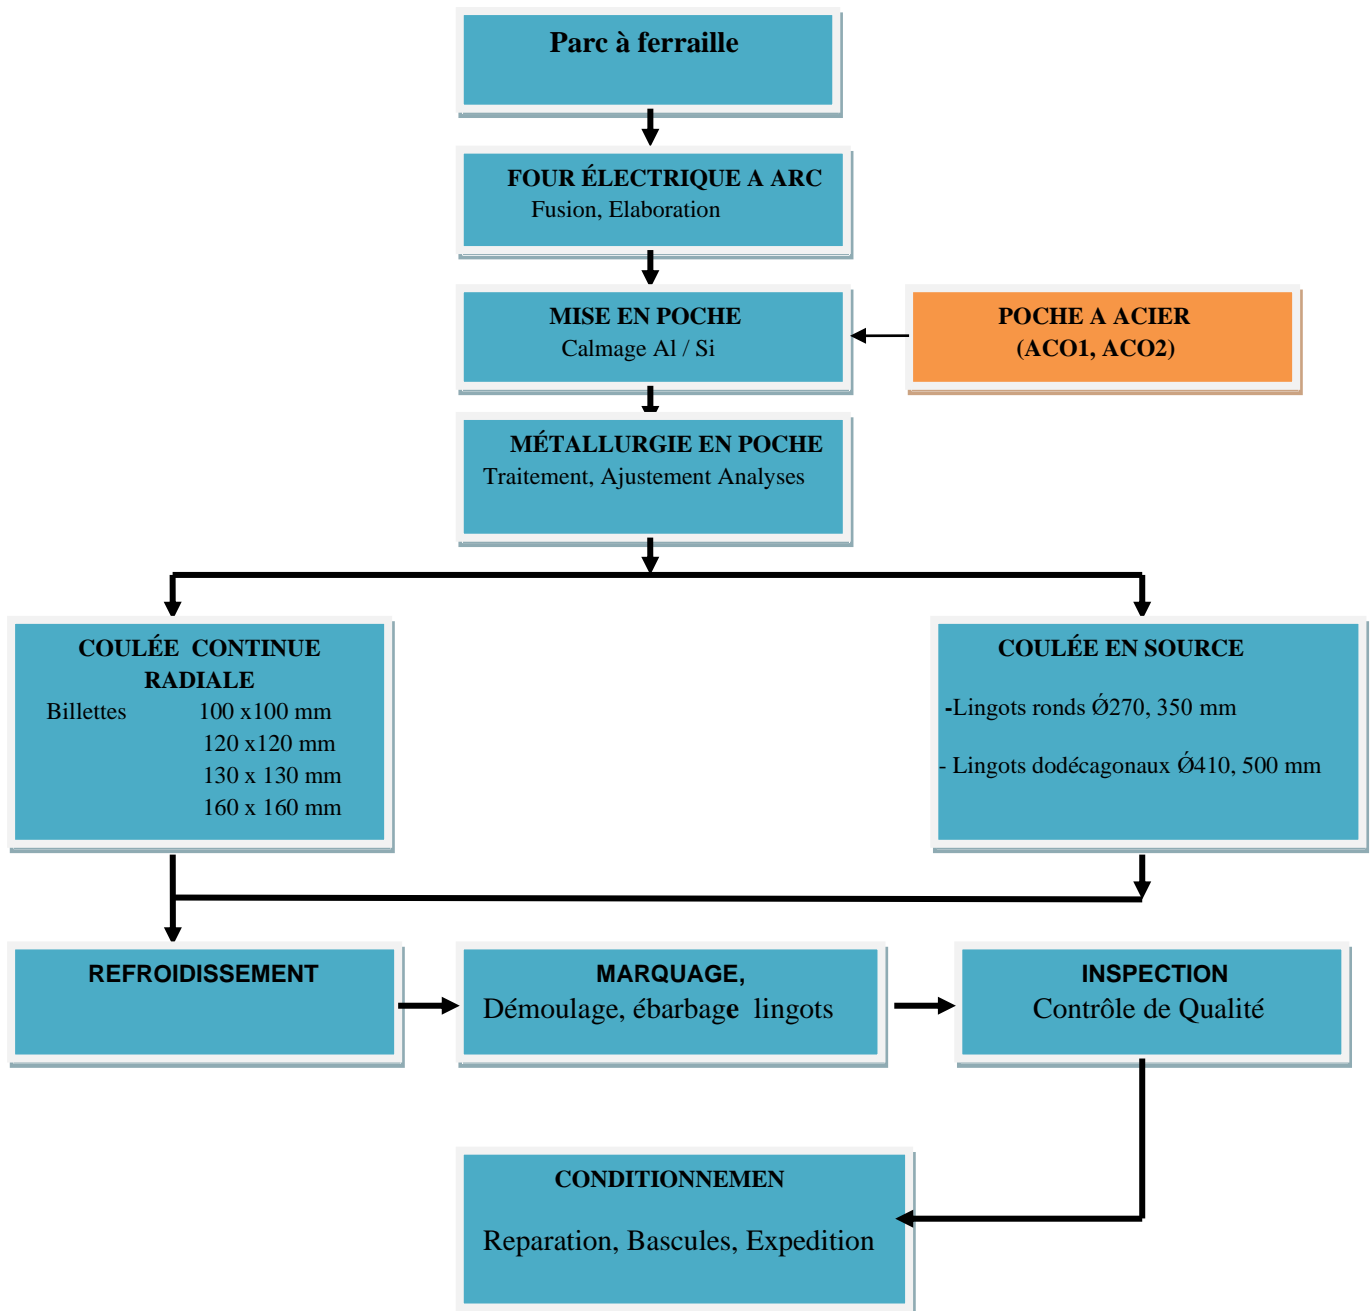 Parc à ferraille
FOUR ÉLECTRIQUE A ARC
Fusion, Elaboration
MISE EN POCHE
Calmage Al / Si
POCHE A ACIER
(ACO1, ACO2)
MÉTALLURGIE EN POCHE
Traitement, Ajustement Analyses
COULÉE CONTINUE
RADIALE
Billettes 100 x100 mm
120 x120 mm
130 x 130 mm
160 x 160 mm
COULÉE EN SOURCE
-Lingots ronds Ǿ270, 350 mm
- Lingots dodécagonaux Ǿ410, 500 mm
REFROIDISSEMENT
MARQUAGE,
Démoulage, ébarbage lingots
INSPECTION
Contrôle de Qualité
CONDITIONNEMEN
Reparation, Bascules, Expedition